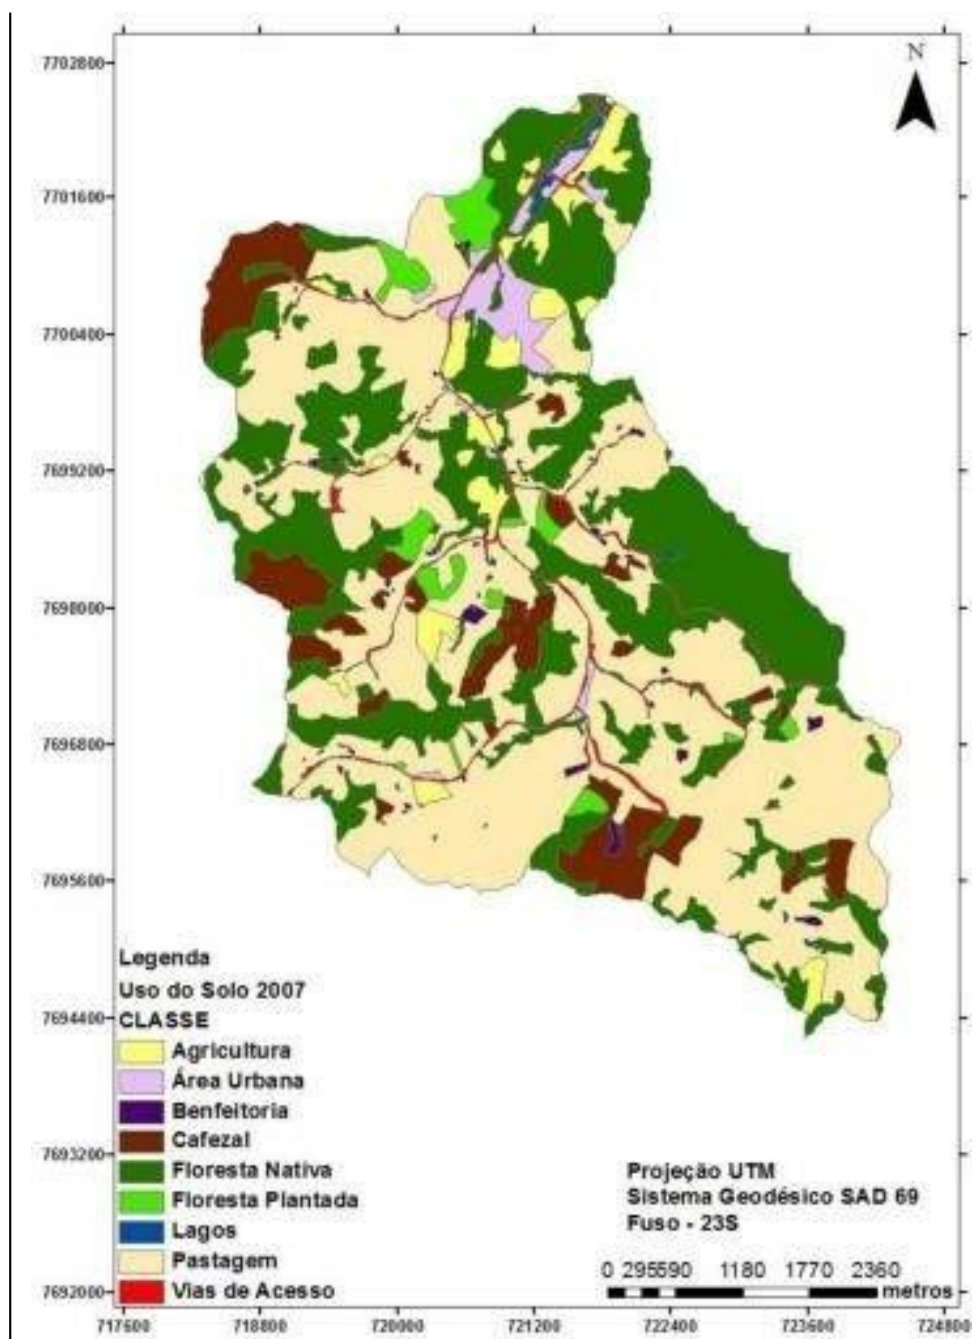 N
7702800
7701600
7700400
7699200
7698000
7696800
7695600
7694400
7693200
7692000
Legenda
Uso do Solo 2007
CLASSE
Agricultura
Área Urbana
Benfeitoria
Cafezal
Floresta Nativa
Floresta Plantada
Lagos
Pastagem
Vias de Acesso
Projeção UTM
Sistema Geodésico SAD 69
Fuso - 23S
0 295590 1180 1770 2360
metros
717600 718800 720000 721200 722400 723600 724800